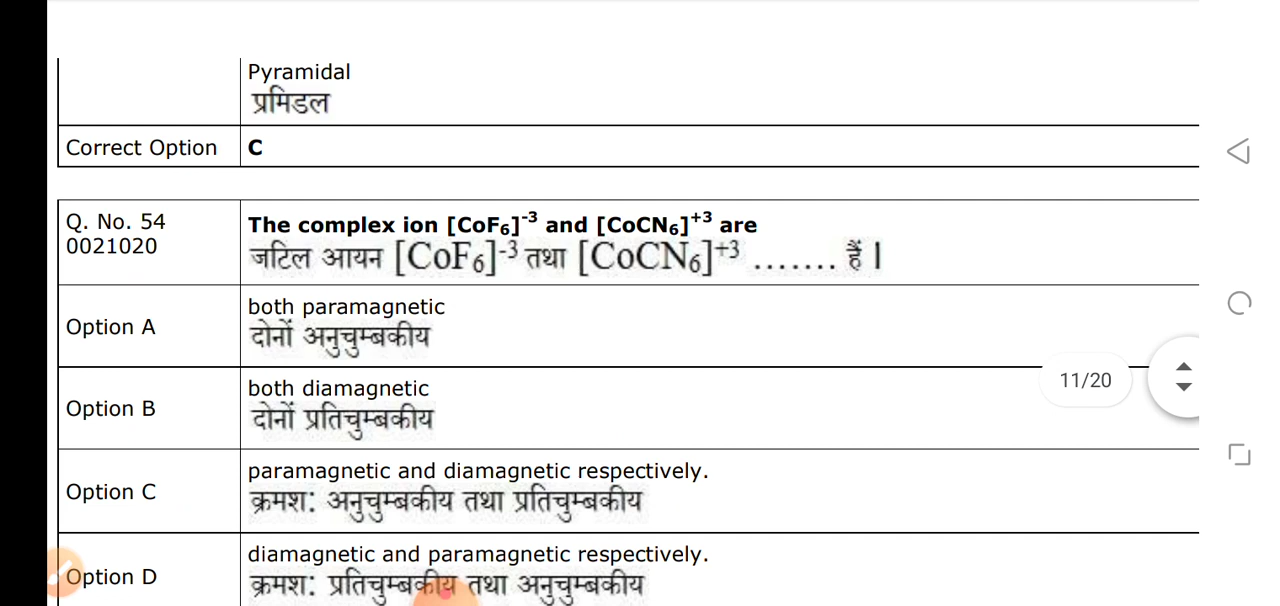 Pyramidal
प्रमिडल
Correct Option C
Q. No. 54 The complex ion [CoF₆]⁻³ and [CoCN₆]⁺³ are
0021020 जटिल आयन [CoF₆]⁻³ तथा [CoCN₆]⁺³ ....... हैं |
both paramagnetic
Option A
दोनों अनुचुम्बकीय
both diamagnetic
Option B
दोनों प्रतिचुम्बकीय
11/20
paramagnetic and diamagnetic respectively.
Option C
क्रमश: अनुचुम्बकीय तथा प्रतिचुम्बकीय
diamagnetic and paramagnetic respectively.
Option D
क्रमश: प्रतिचुम्बकीय तथा अनुचुम्बकीय